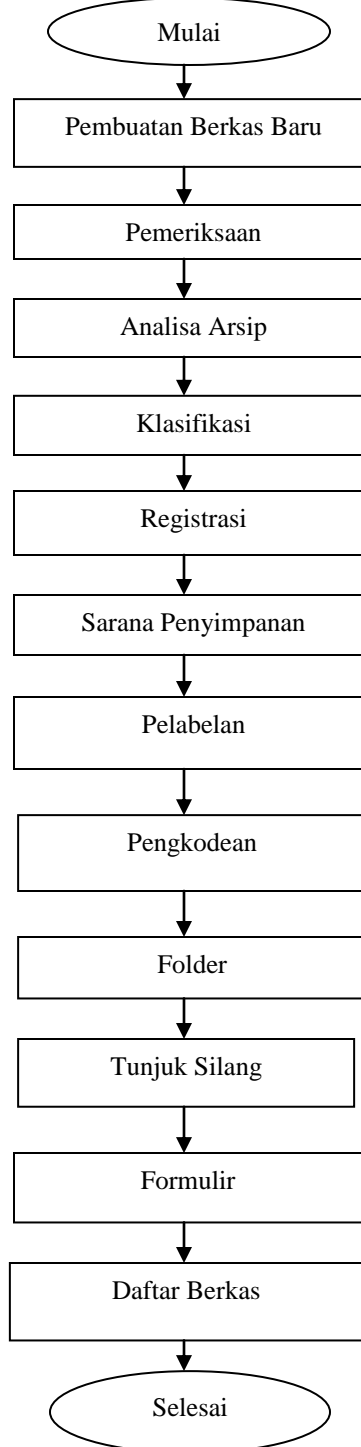 Mulai
Pembuatan Berkas Baru
Pemeriksaan
Analisa Arsip
Klasifikasi
Registrasi
Sarana Penyimpanan
Pelabelan
Pengkodean
Folder
Tunjuk Silang
Formulir
Daftar Berkas
Selesai